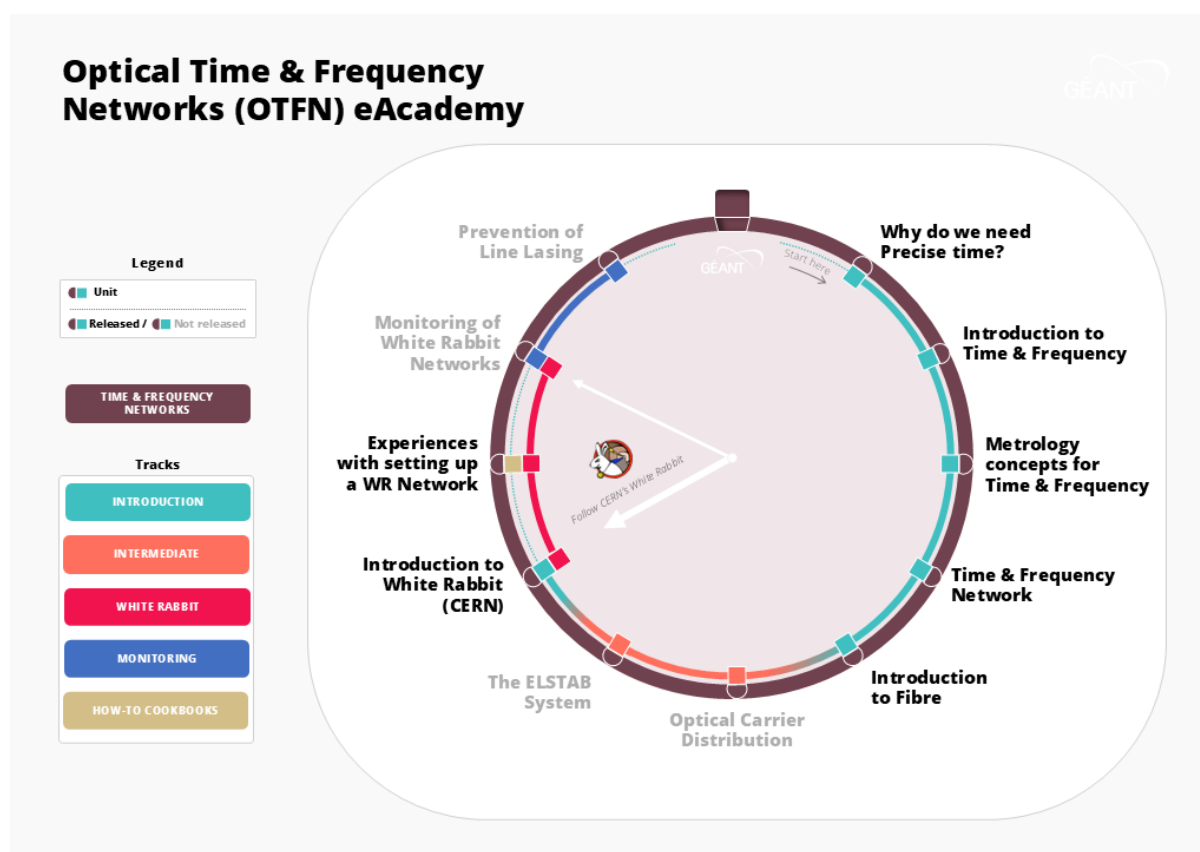 Optical Time & Frequency
Networks (OTFN) eAcademy
GÉANT
Legend
Unit
Released / Not released
TIME & FREQUENCY
NETWORKS
Tracks
INTRODUCTION
INTERMEDIATE
WHITE RABBIT
MONITORING
HOW-TO COOKBOOKS
GÉANT
Start here
Why do we need
Precise time?
Introduction to
Time & Frequency
Metrology
concepts for
Time & Frequency
Time & Frequency
Network
Introduction
to Fibre
Optical Carrier
Distribution
The ELSTAB
System
Introduction to
White Rabbit
(CERN)
Experiences
with setting up
a WR Network
Monitoring of
White Rabbit
Networks
Prevention of
Line Lasing
Follow CERN's White Rabbit